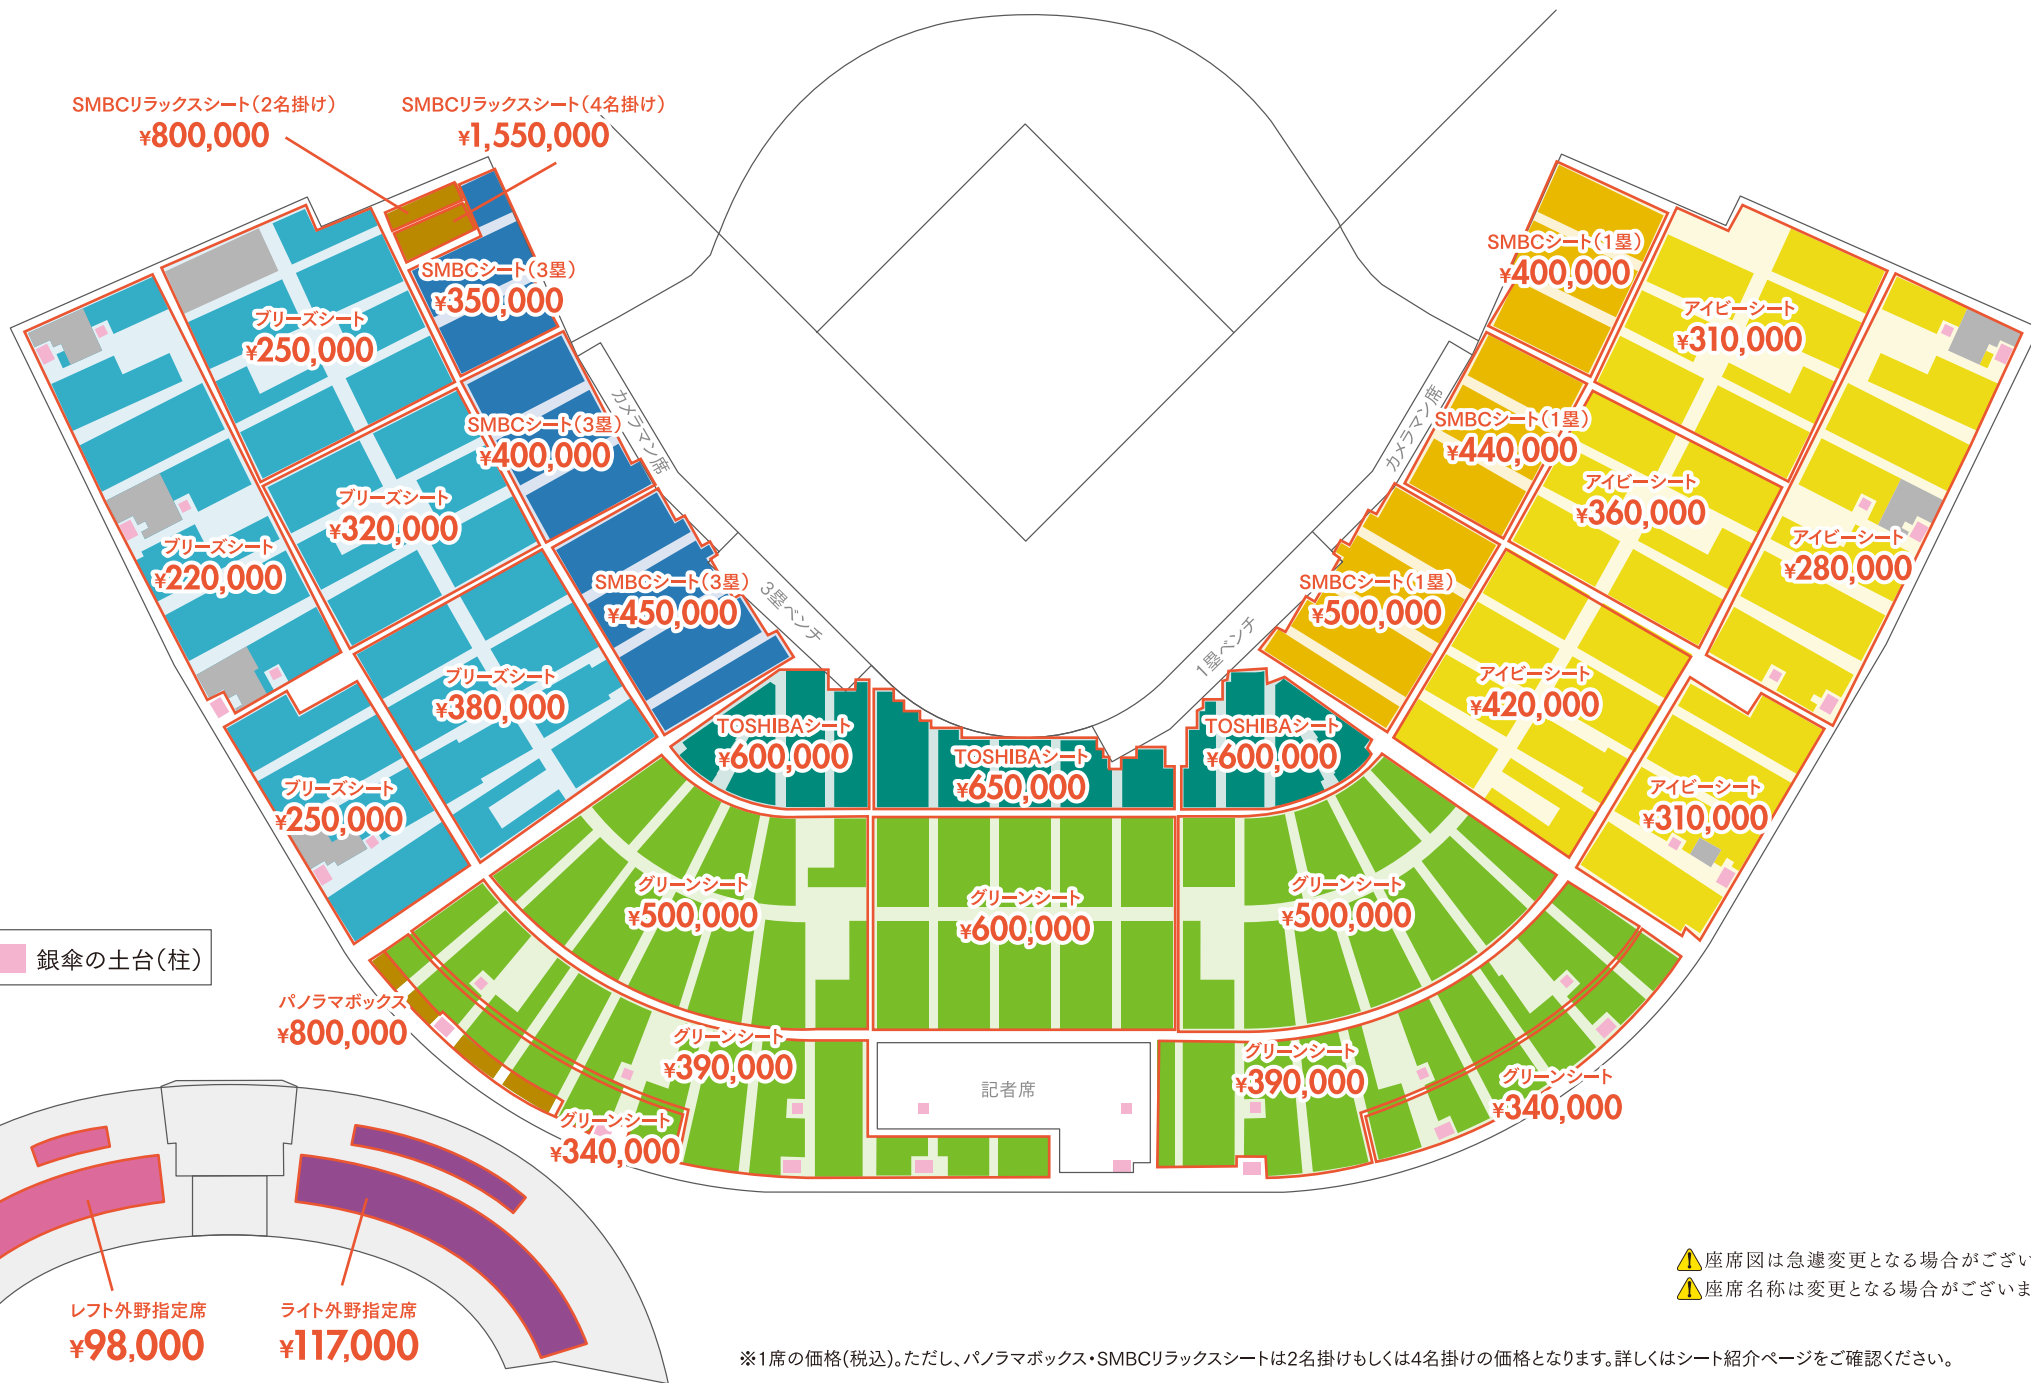 SMBCリラックスシート(2名掛け)
¥800,000
SMBCリラックスシート(4名掛け)
¥1,550,000
SMBCシート(3塁)
¥350,000
ブリーズシート
¥250,000
SMBCシート(3塁)
¥400,000
ブリーズシート
¥320,000
ブリーズシート
¥220,000
SMBCシート(3塁)
¥450,000
ブリーズシート
¥380,000
ブリーズシート
¥250,000
カメラマン席
3塁ベンチ
1塁ベンチ
カメラマン席
SMBCシート(1塁)
¥400,000
アイビーシート
¥310,000
SMBCシート(1塁)
¥440,000
アイビーシート
¥360,000
アイビーシート
¥280,000
SMBCシート(1塁)
¥500,000
アイビーシート
¥420,000
アイビーシート
¥310,000
TOSHIBAシート
¥600,000
TOSHIBAシート
¥650,000
TOSHIBAシート
¥600,000
グリーンシート
¥500,000
グリーンシート
¥600,000
グリーンシート
¥500,000
銀傘の土台(柱)
パノラマボックス
¥800,000
グリーンシート
¥390,000
グリーンシート
¥340,000
記者席
グリーンシート
¥390,000
グリーンシート
¥340,000
レフト外野指定席
¥98,000
ライト外野指定席
¥117,000
座席図は急遽変更となる場合がござい
座席名称は変更となる場合がございま
※1席の価格(税込)。ただし、パノラマボックス・SMBCリラックスシートは2名掛けもしくは4名掛けの価格となります。詳しくはシート紹介ページをご確認ください。